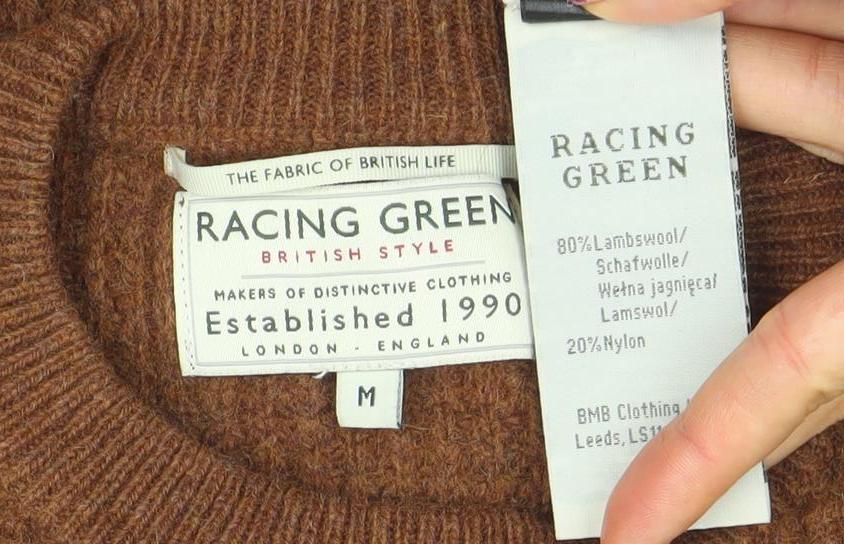 THE FABRIC OF BRITISH LIFE
RACING GREEN
BRITISH STYLE
MAKERS OF DISTINCTIVE CLOTHING
Established 1990
LONDON - ENGLAND
M
RACING
GREEN
80%Lambswool/
Schafwolle/
Wełna jagnięca/
Lamswol/
20%Nylon
BMB Clothing
Leeds,